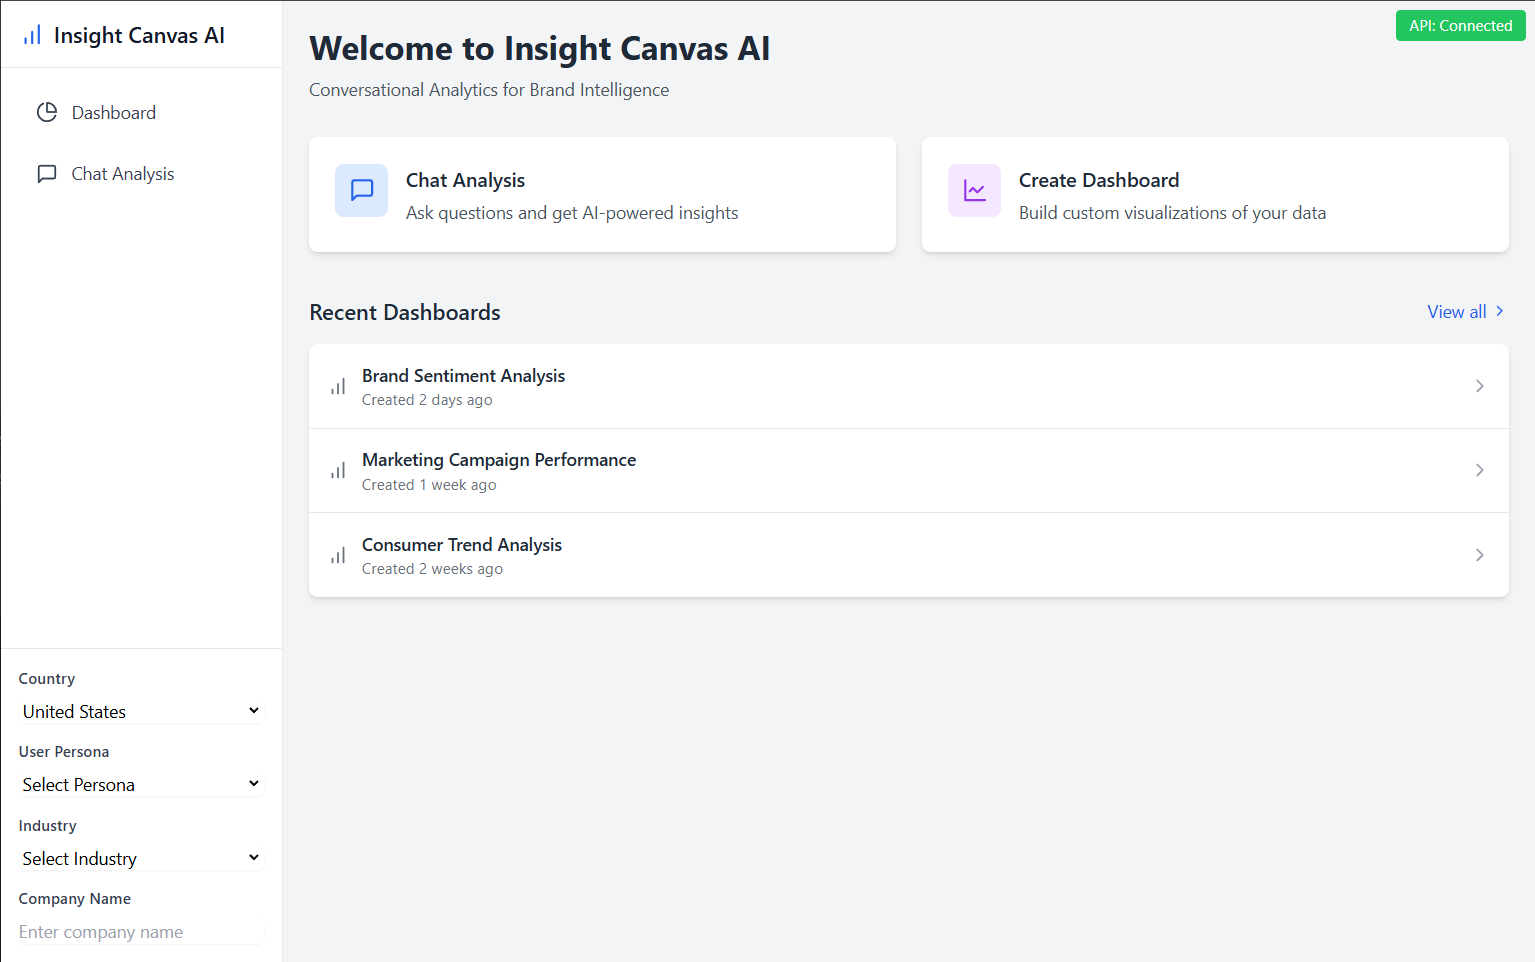 Insight Canvas AI
Dashboard
Chat Analysis
Country
United States
User Persona
Select Persona
Industry
Select Industry
Company Name
Enter company name
API: Connected
Welcome to Insight Canvas AI
Conversational Analytics for Brand Intelligence
Chat Analysis
Ask questions and get AI-powered insights
Create Dashboard
Build custom visualizations of your data
Recent Dashboards
View all
Brand Sentiment Analysis
Created 2 days ago
Marketing Campaign Performance
Created 1 week ago
Consumer Trend Analysis
Created 2 weeks ago